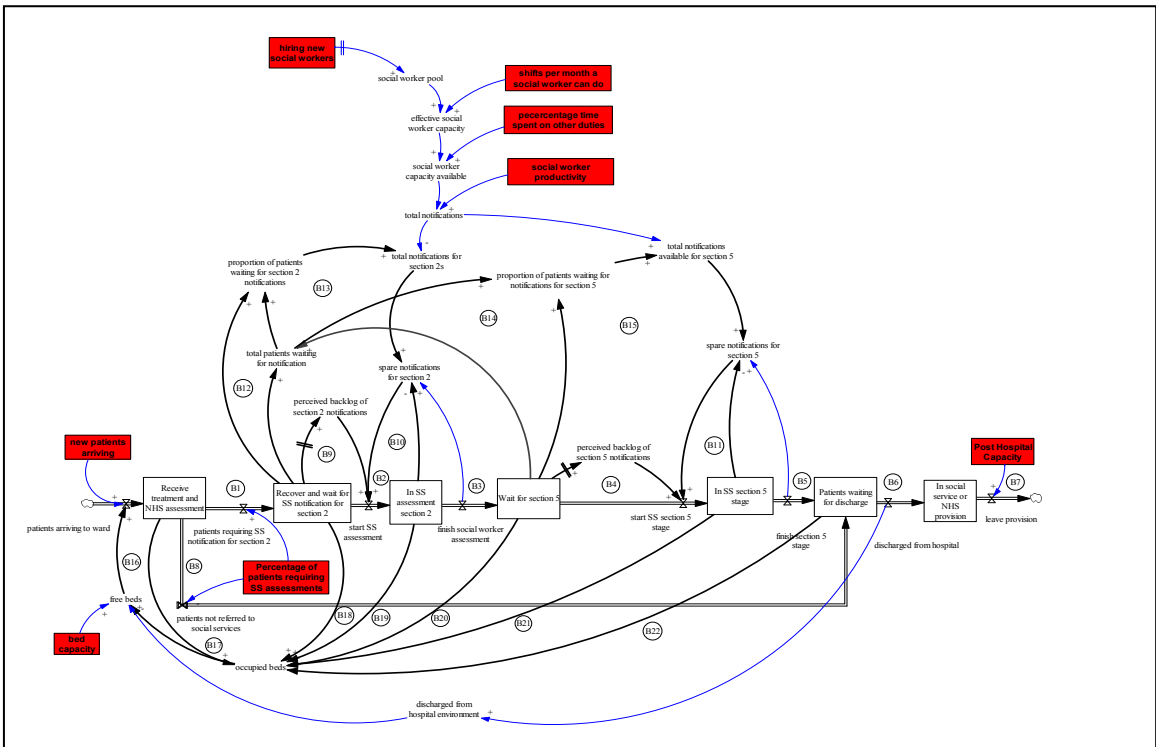 hiring new
social workers
social worker pool
shifts per month a
social worker can do
effective social
worker capacity
pecercentage time
spent on other duties
social worker
capacity available
social worker
productivity
total notifications
total notifications for
section 2s
total notifications
available for section 5
proportion of patients
waiting for section 2
notifications
B13
proportion of patients waiting for
notifications for section 5
B14
B15
total patients waiting
for notification
spare notifications
for section 2
spare notifications for
section 5
B12
perceived backlog of
section 2 notifications
B9
B10
B11
new patients
arriving
perceived backlog of
section 5 notifications
Post Hospital
Capacity
Receive
treatment and
NHS assessment
B1
Recover and wait for
SS notification for
section 2
B2
In SS
assessment
section 2
B3
Wait for section 5
B4
In SS section 5
stage
B5
Patients waiting
for discharge
B6
In social
service or
NHS
provision
B7
patients arriving to ward
patients requiring SS
notification for section 2
start SS
assessment
finish social worker
assessment
start SS section 5
stage
finish section 5
stage
discharged from hospital
leave provision
B16
B8
Percentage of
patients requiring
SS assessments
free beds
patients not referred to
social services
B18
B19
B20
B21
B22
bed
capacity
B17
occupied beds
discharged from
hospital environment